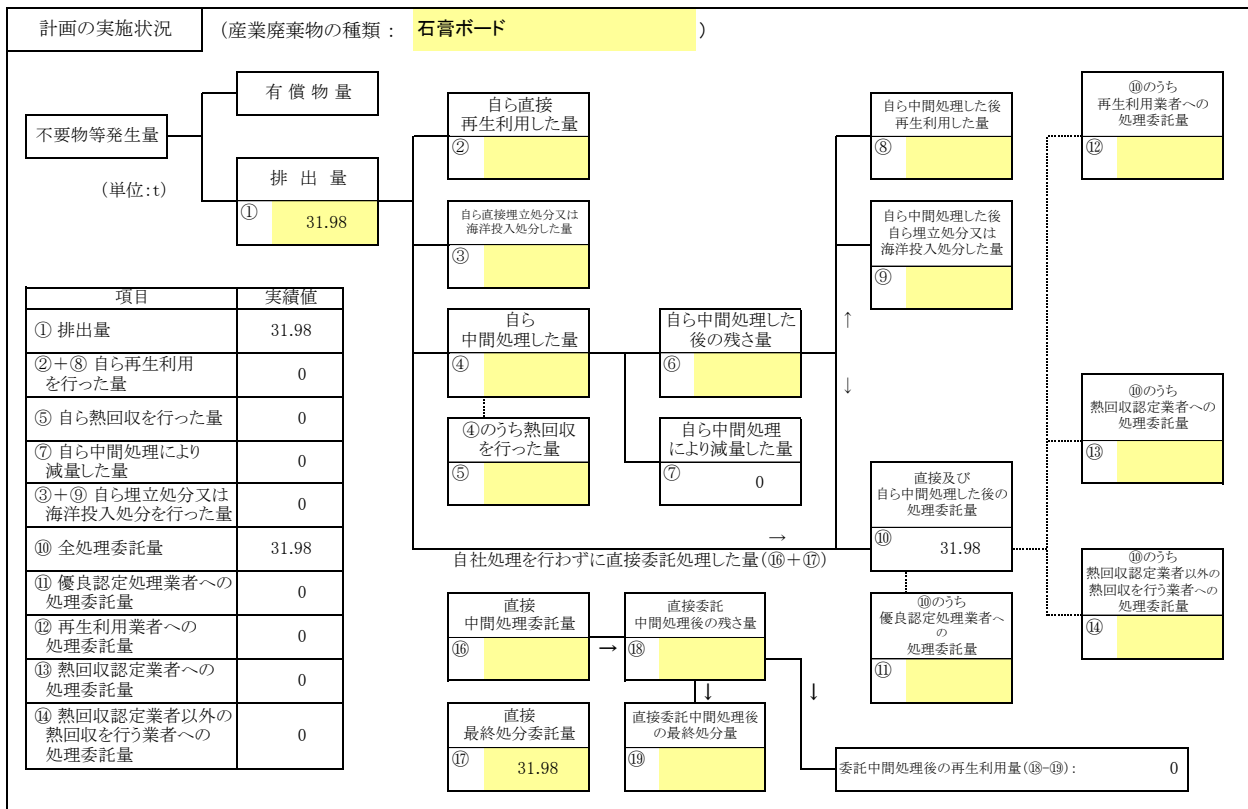 計画の実施状況
(産業廃棄物の種類： 石膏ボード )
不要物等発生量
(単位:t)
有 償 物 量
排 出 量
① 31.98
自ら直接
再生利用した量
②
自ら直接埋立処分又は
海洋投入処分した量
③
自ら
中間処理した量
④
④のうち熱回収
を行った量
⑤
自ら中間処理した
後の残さ量
⑥
自ら中間処理
により減量した量
⑦ 0
自ら中間処理した後
再生利用した量
⑧
自ら中間処理した後
自ら埋立処分又は
海洋投入処分した量
⑨
↑
↓
直接及び
自ら中間処理した後の
処理委託量
⑩ 31.98
→
自社処理を行わずに直接委託処理した量(⑯＋⑰)
⑩のうち
再生利用業者への
処理委託量
⑫
⑩のうち
熱回収認定業者への
処理委託量
⑬
⑩のうち
熱回収認定業者以外の
熱回収を行う業者への
処理委託量
⑭
⑩のうち
優良認定処理業者へ
の
処理委託量
⑪
直接
中間処理委託量
⑯
→
直接委託
中間処理後の残さ量
⑱
↓
↓
直接
最終処分委託量
⑰ 31.98
直接委託中間処理後
の最終処分量
⑲
委託中間処理後の再生利用量(⑱-⑲)： 0
項目 実績値
① 排出量 31.98
②＋⑧ 自ら再生利用
を行った量 0
⑤ 自ら熱回収を行った量 0
⑦ 自ら中間処理により
減量した量 0
③＋⑨ 自ら埋立処分又は
海洋投入処分を行った量 0
⑩ 全処理委託量 31.98
⑪ 優良認定処理業者への
処理委託量 0
⑫ 再生利用業者への
処理委託量 0
⑬ 熱回収認定業者への
処理委託量 0
⑭ 熱回収認定業者以外の
熱回収を行う業者への
処理委託量 0